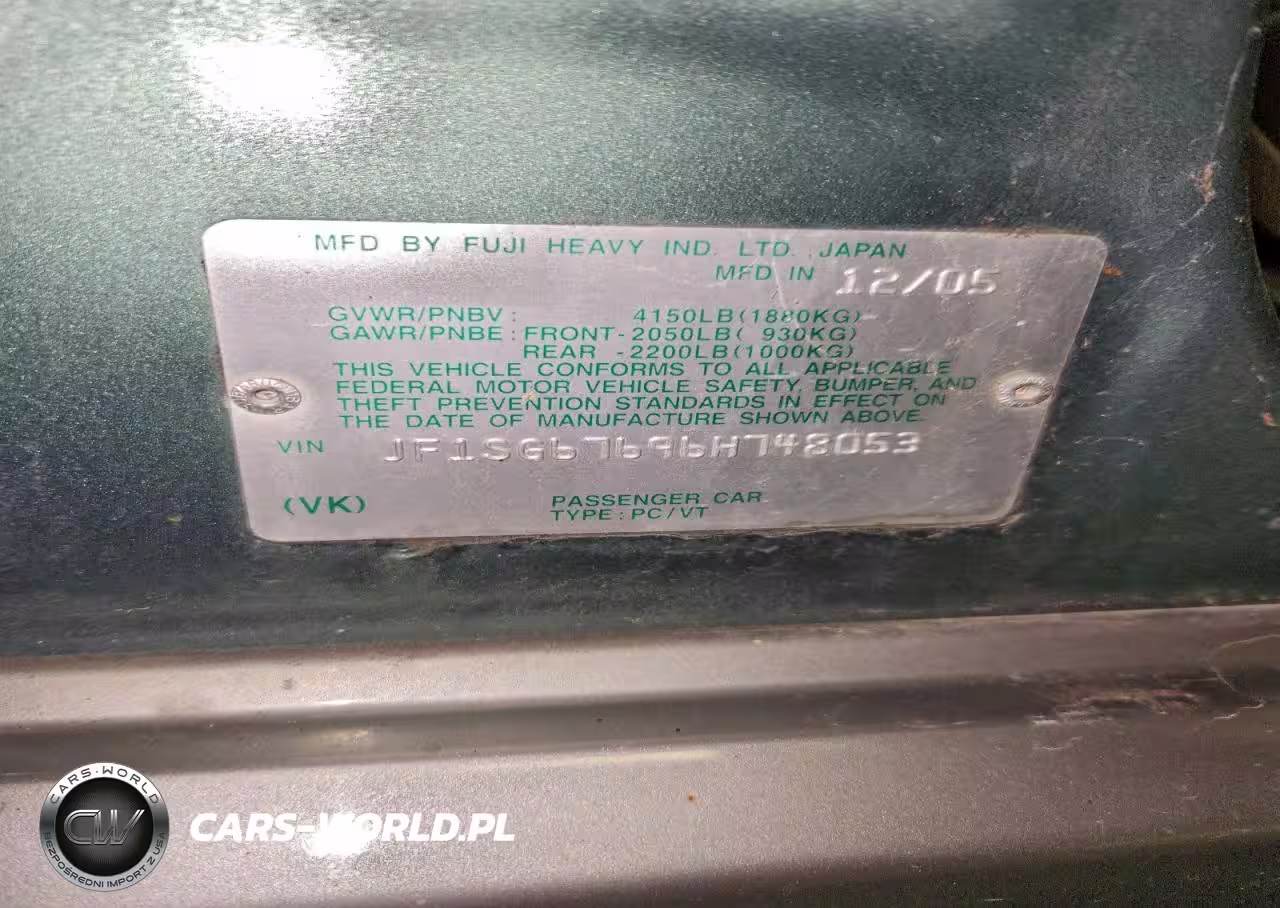 MFD BY FUJI HEAVY IND. LTD. JAPAN
MFD IN 12/05
GVWR/PNBV: 4150LB(1880KG)
GAWR/PNBE: FRONT-2050LB( 930KG)
REAR -2200LB(1000KG)
THIS VEHICLE CONFORMS TO ALL APPLICABLE
FEDERAL MOTOR VEHICLE SAFETY, BUMPER, AND
THEFT PREVENTION STANDARDS IN EFFECT ON
THE DATE OF MANUFACTURE SHOWN ABOVE
VIN JF1SG67696H748053
(VK) PASSENGER CAR
TYPE: PC/VT
CARS-WORLD
CW
BEZPOŚREDNI IMPORT Z USA
CARS-WORLD.PL